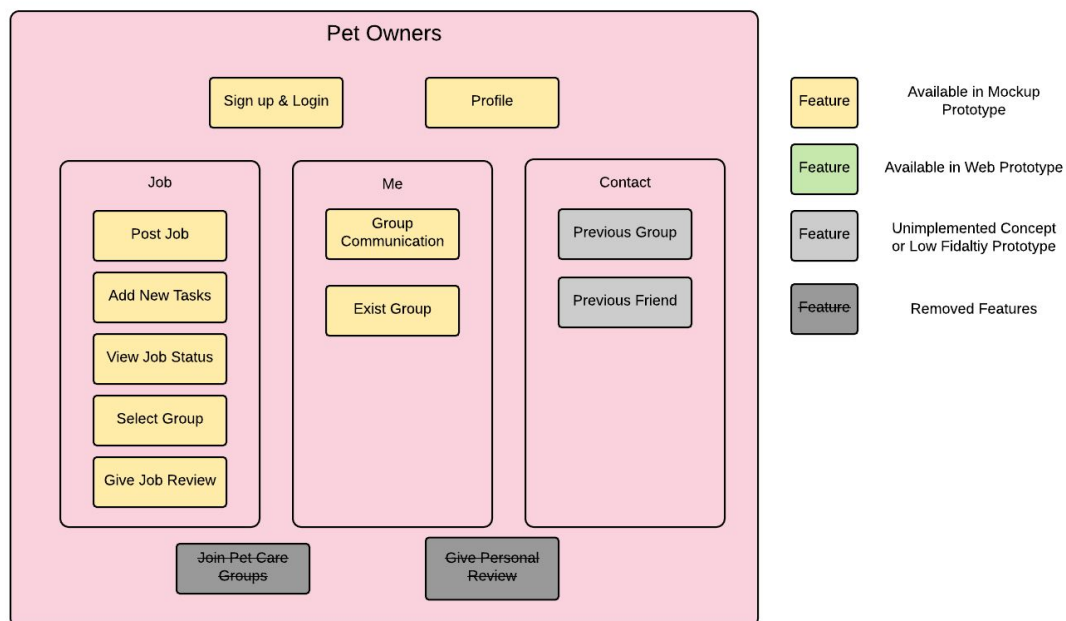 Pet Owners
Sign up & Login
Profile
Job
Post Job
Add New Tasks
View Job Status
Select Group
Give Job Review
Me
Group
Communication
Exist Group
Contact
Previous Group
Previous Friend
Join Pet Care
Groups
Give Personal
Review
Feature
Available in Mockup
Prototype
Feature
Available in Web Prototype
Feature
Unimplemented Concept
or Low Fidaltiy Prototype
Feature
Removed Features